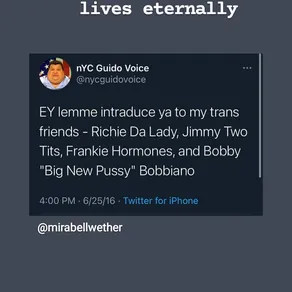 lives eternally
nYC Guido Voice
@nycguidovoice
EY lemme intraduce ya to my trans
friends - Richie Da Lady, Jimmy Two
Tits, Frankie Hormones, and Bobby
"Big New Pussy" Bobbiano
4:00 PM · 6/25/16 · Twitter for iPhone
@mirabellwether